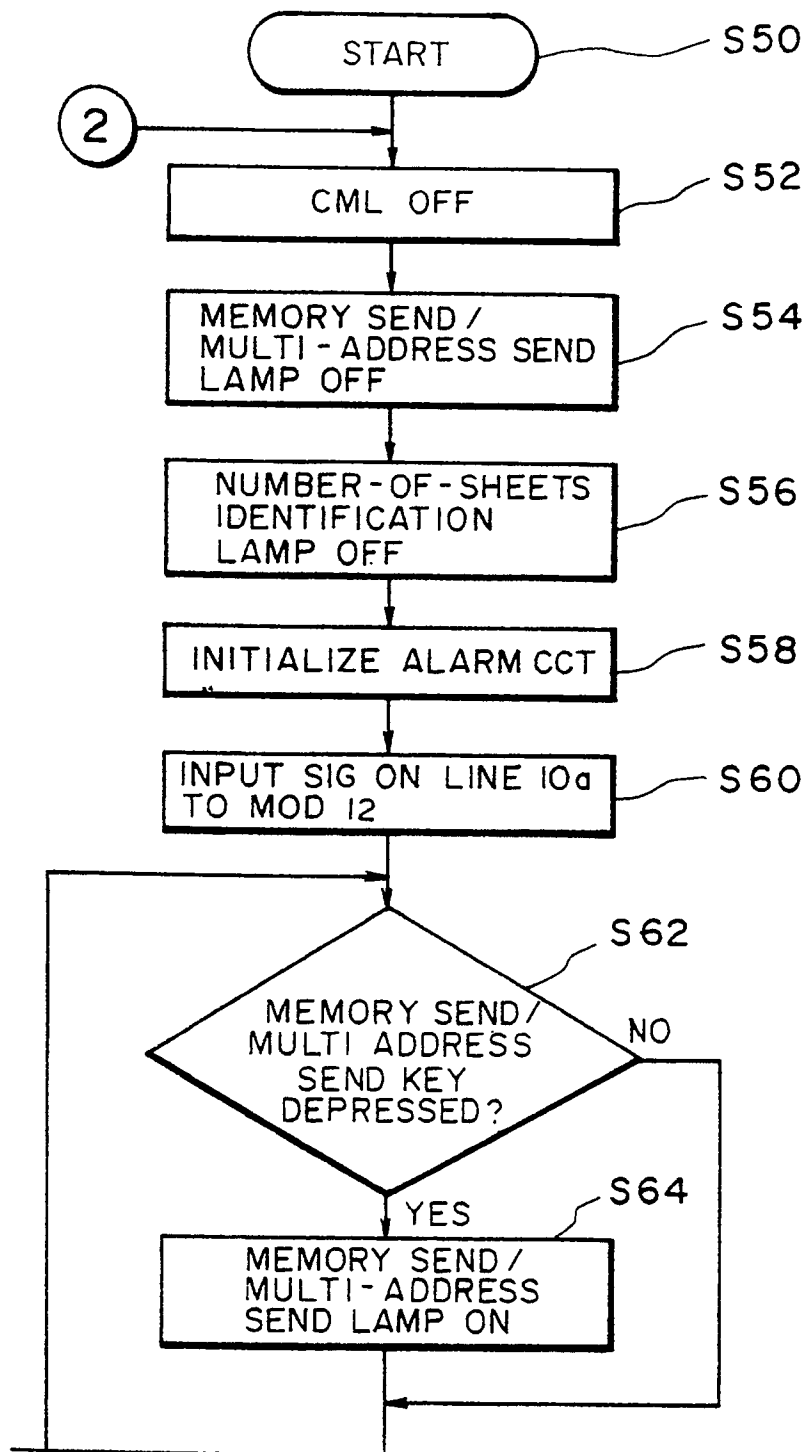 START
S50
2
CML OFF
S52
MEMORY SEND/
MULTI-ADDRESS SEND
LAMP OFF
S54
NUMBER-OF-SHEETS
IDENTIFICATION
LAMP OFF
S56
INITIALIZE ALARM CCT
S58
INPUT SIG ON LINE 10a
TO MOD 12
S60
S62
MEMORY SEND/
MULTI ADDRESS
SEND KEY
DEPRESSED?
NO
YES
S64
MEMORY SEND/
MULTI-ADDRESS
SEND LAMP ON